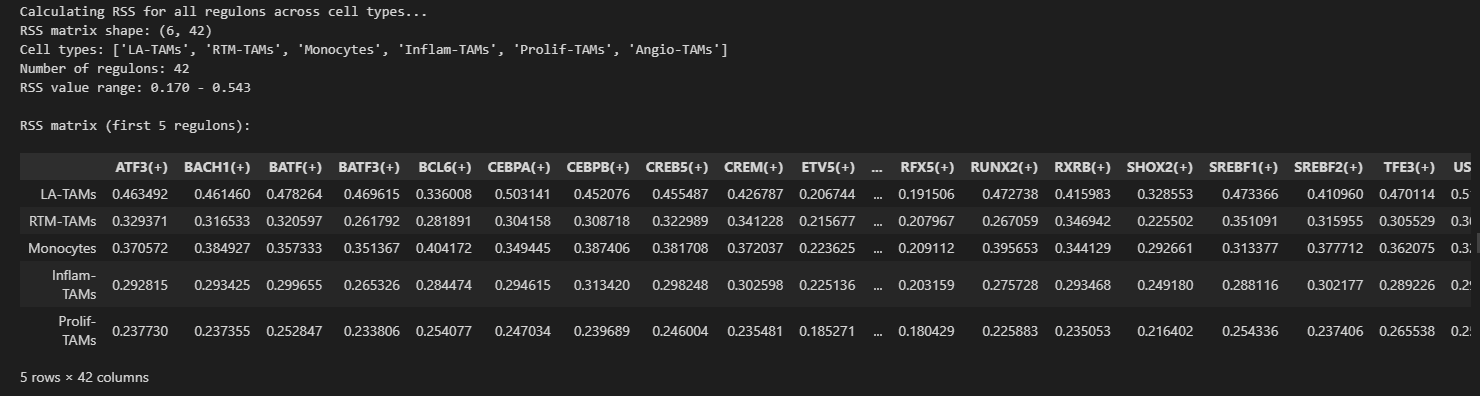 Calculating RSS for all regulons across cell types...
RSS matrix shape: (6, 42)
Cell types: ['LA-TAMs', 'RTM-TAMs', 'Monocytes', 'Inflam-TAMs', 'Prolif-TAMs', 'Angio-TAMs']
Number of regulons: 42
RSS value range: 0.170 - 0.543
RSS matrix (first 5 regulons):
ATF3(+) BACH1(+) BATF(+) BATF3(+) BCL6(+) CEBPA(+) CEBPB(+) CREB5(+) CREM(+) ETV5(+) ... RFX5(+) RUNX2(+) RXRB(+) SHOX2(+) SREBF1(+) SREBF2(+) TFE3(+) US
LA-TAMs 0.463492 0.461460 0.478264 0.469615 0.336008 0.503141 0.452076 0.455487 0.426787 0.206744 ... 0.191506 0.472738 0.415983 0.328553 0.473366 0.410960 0.470114 0.5
RTM-TAMs 0.329371 0.316533 0.320597 0.261792 0.281891 0.304158 0.308718 0.322989 0.341228 0.215677 ... 0.207967 0.267059 0.346942 0.225502 0.351091 0.315955 0.305529 0.3
Monocytes 0.370572 0.384927 0.357333 0.351367 0.404172 0.349445 0.387406 0.381708 0.372037 0.223625 ... 0.209112 0.395653 0.344129 0.292661 0.313377 0.377712 0.362075 0.3
Inflam-
TAMs 0.292815 0.293425 0.299655 0.265326 0.284474 0.294615 0.313420 0.298248 0.302598 0.225136 ... 0.203159 0.275728 0.293468 0.249180 0.288116 0.302177 0.289226 0.2
Prolif-
TAMs 0.237730 0.237355 0.252847 0.233806 0.254077 0.247034 0.239689 0.246004 0.235481 0.185271 ... 0.180429 0.225883 0.235053 0.216402 0.254336 0.237406 0.265538 0.2
5 rows × 42 columns